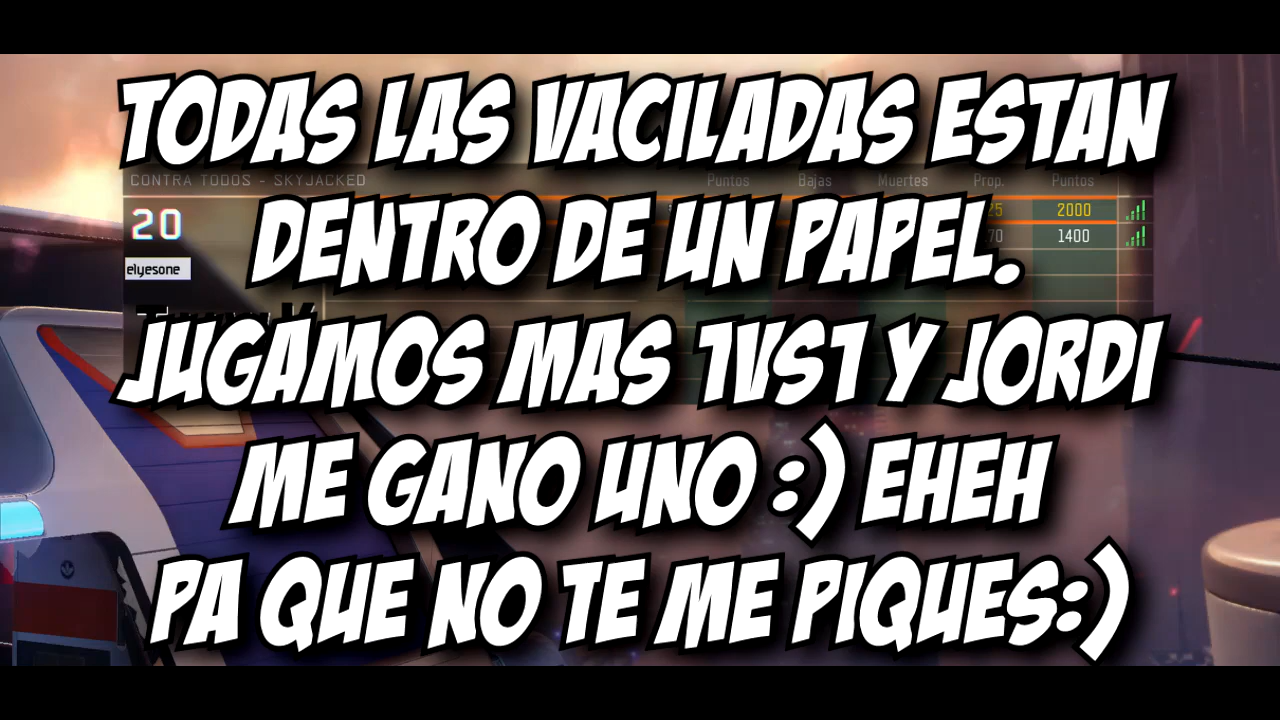 TODAS LAS VACILADAS ESTAN
CONTRA TODOS - SKYJACKED
Puntos Bajas Muertes Prop. Puntos
20
DENTRO DE UN PAPEL.
2000
1400
elyesone
JUGAMOS MAS 1VS1 Y JORDI
ME GANO UNO :) EHEH
PA QUE NO TE ME PIQUES:)